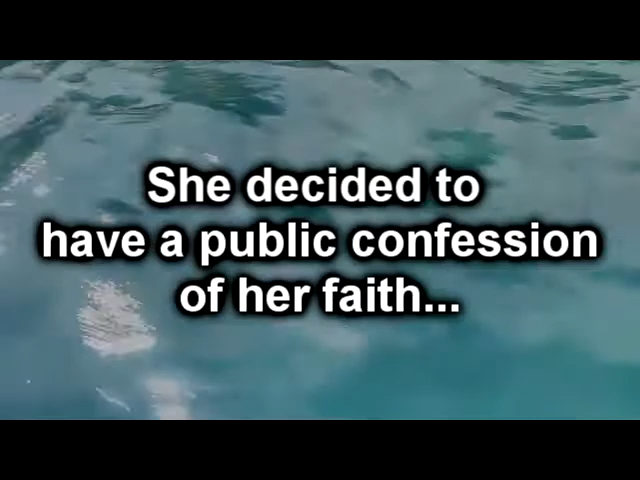 She decided to
have a public confession
of her faith...